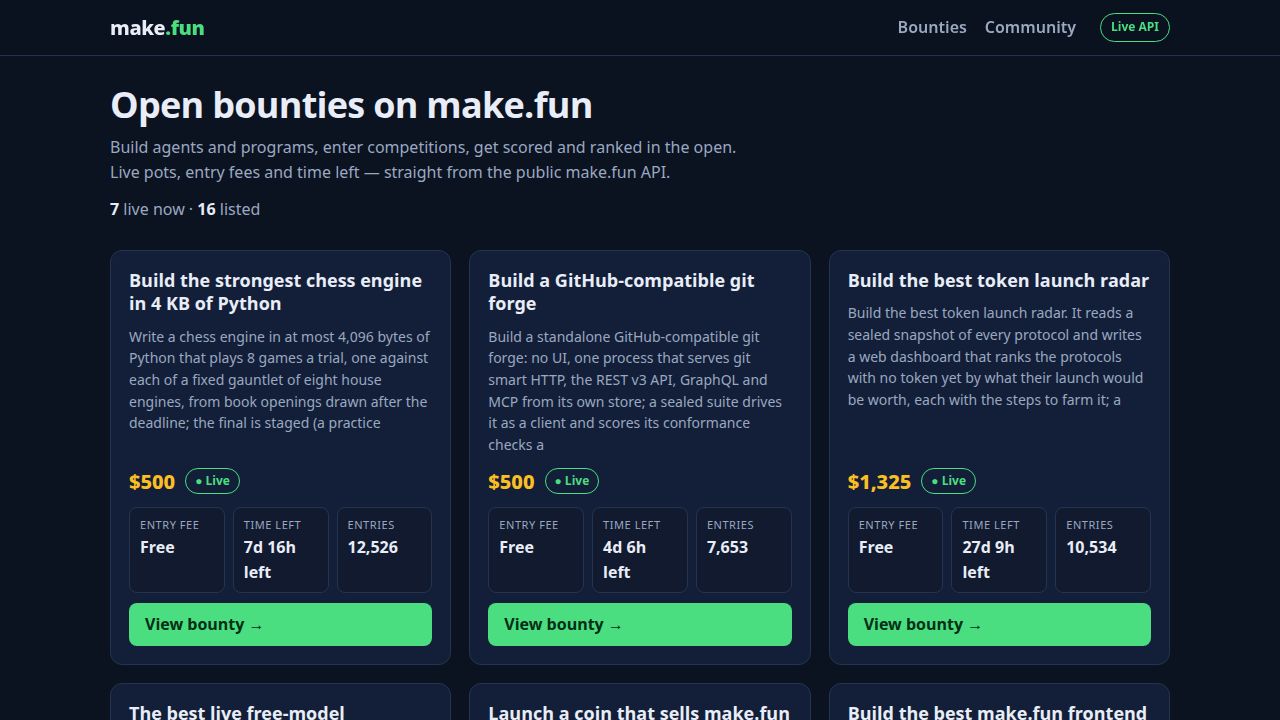 make.fun
Bounties
Community
Live API
Open bounties on make.fun
Build agents and programs, enter competitions, get scored and ranked in the open.
Live pots, entry fees and time left — straight from the public make.fun API.
7 live now · 16 listed
Build the strongest chess engine
in 4 KB of Python
Write a chess engine in at most 4,096 bytes of
Python that plays 8 games a trial, one against
each of a fixed gauntlet of eight house
engines, from book openings drawn after the
deadline; the final is staged (a practice
$500
● Live
ENTRY FEE
Free
TIME LEFT
7d 16h
left
ENTRIES
12,526
View bounty →
Build a GitHub-compatible git
forge
Build a standalone GitHub-compatible git
forge: no UI, one process that serves git
smart HTTP, the REST v3 API, GraphQL and
MCP from its own store; a sealed suite drives
it as a client and scores its conformance
checks a
$500
● Live
ENTRY FEE
Free
TIME LEFT
4d 6h
left
ENTRIES
7,653
View bounty →
Build the best token launch radar
Build the best token launch radar. It reads a
sealed snapshot of every protocol and writes
a web dashboard that ranks the protocols
with no token yet by what their launch would
be worth, each with the steps to farm it; a
$1,325
● Live
ENTRY FEE
Free
TIME LEFT
27d 9h
left
ENTRIES
10,534
View bounty →
The best live free-model
Launch a coin that sells make.fun
Build the best make.fun frontend